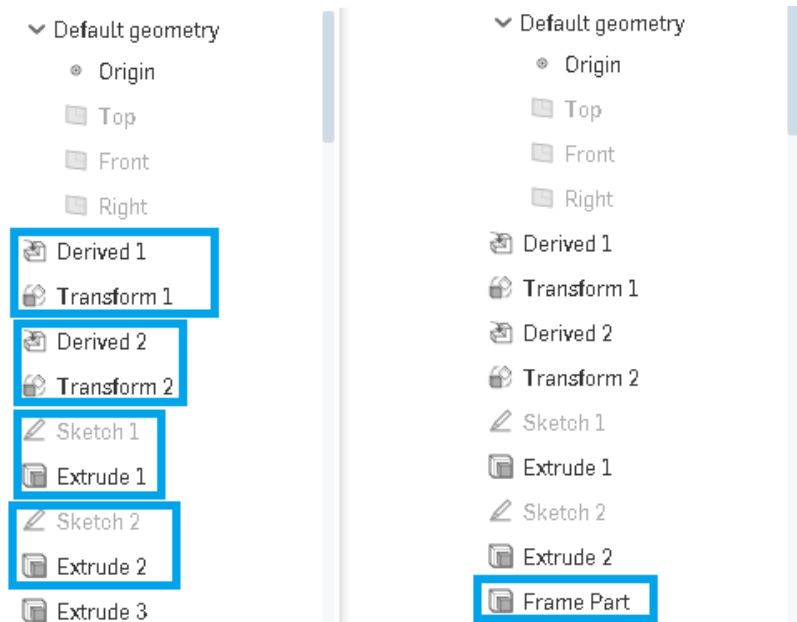 Default geometry
Origin
Top
Front
Right
Derived 1
Transform 1
Derived 2
Transform 2
Sketch 1
Extrude 1
Sketch 2
Extrude 2
Extrude 3
Default geometry
Origin
Top
Front
Right
Derived 1
Transform 1
Derived 2
Transform 2
Sketch 1
Extrude 1
Sketch 2
Extrude 2
Frame Part